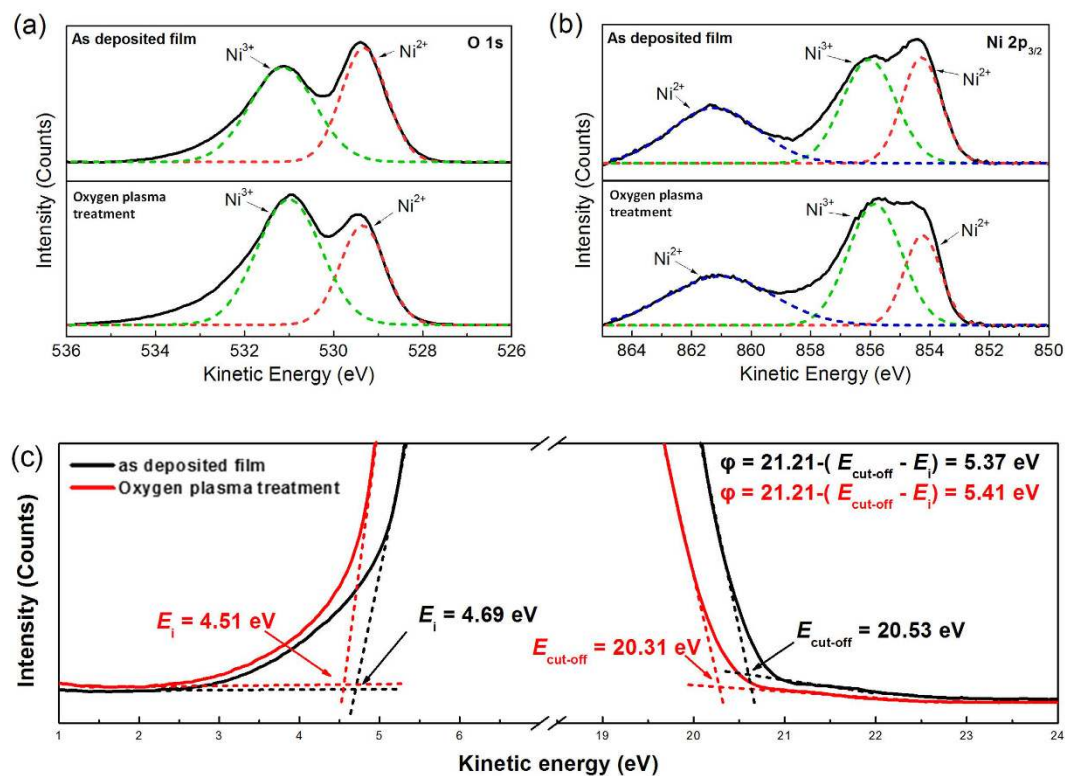 (a)
As deposited film
O 1s
Ni3+
Ni2+
Oxygen plasma
treatment
Ni3+
Ni2+
Intensity (Counts)
536 534 532 530 528 526
Kinetic Energy (eV)
(b)
As deposited film
Ni 2p3/2
Ni3+
Ni2+
Ni2+
Oxygen plasma
treatment
Ni3+
Ni2+
Ni2+
Intensity (Counts)
864 862 860 858 856 854 852 850
Kinetic Energy (eV)
(c)
as deposited film
Oxygen plasma treatment
φ = 21.21-( Ecut-off - Ei) = 5.37 eV
φ = 21.21-( Ecut-off - Ei) = 5.41 eV
Ei = 4.51 eV
Ei = 4.69 eV
Ecut-off = 20.31 eV
Ecut-off = 20.53 eV
Intensity (Counts)
1 2 3 4 5 6 19 20 21 22 23 24
Kinetic energy (eV)